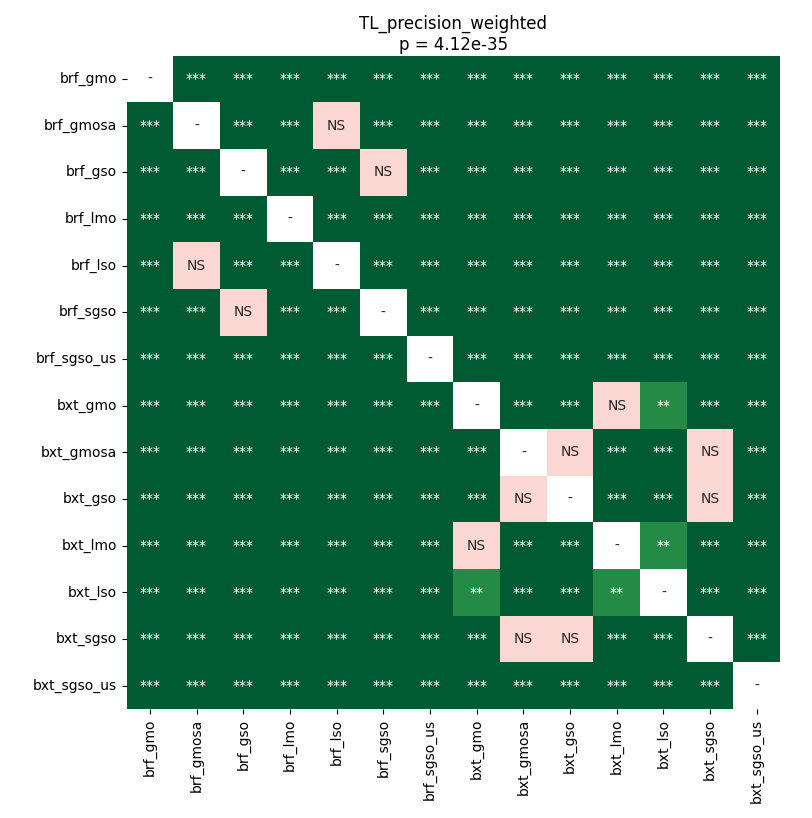 TL_precision_weighted
p = 4.12e-35
brf_gmo - *** *** *** *** *** *** *** *** *** *** *** *** ***
brf_gmosa *** - *** *** NS *** *** *** *** *** *** *** *** ***
brf_gso *** *** - *** *** NS *** *** *** *** *** *** *** ***
brf_lmo *** *** *** - *** *** *** *** *** *** *** *** *** ***
brf_lso *** NS *** *** - *** *** *** *** *** *** *** *** ***
brf_sgso *** *** NS *** *** - *** *** *** *** *** *** *** ***
brf_sgso_us *** *** *** *** *** *** - *** *** *** *** *** *** ***
bxt_gmo *** *** *** *** *** *** *** - *** *** NS ** *** ***
bxt_gmosa *** *** *** *** *** *** *** *** - NS *** *** NS ***
bxt_gso *** *** *** *** *** *** *** *** NS - *** *** NS ***
bxt_lmo *** *** *** *** *** *** *** NS *** *** - ** *** ***
bxt_lso *** *** *** *** *** *** *** ** *** *** ** - *** ***
bxt_sgso *** *** *** *** *** *** *** *** NS NS *** *** - ***
bxt_sgso_us *** *** *** *** *** *** *** *** *** *** *** *** *** -
brf_gmo brf_gmosa brf_gso brf_lmo brf_lso brf_sgso brf_sgso_us bxt_gmo bxt_gmosa bxt_gso bxt_lmo bxt_lso bxt_sgso bxt_sgso_us